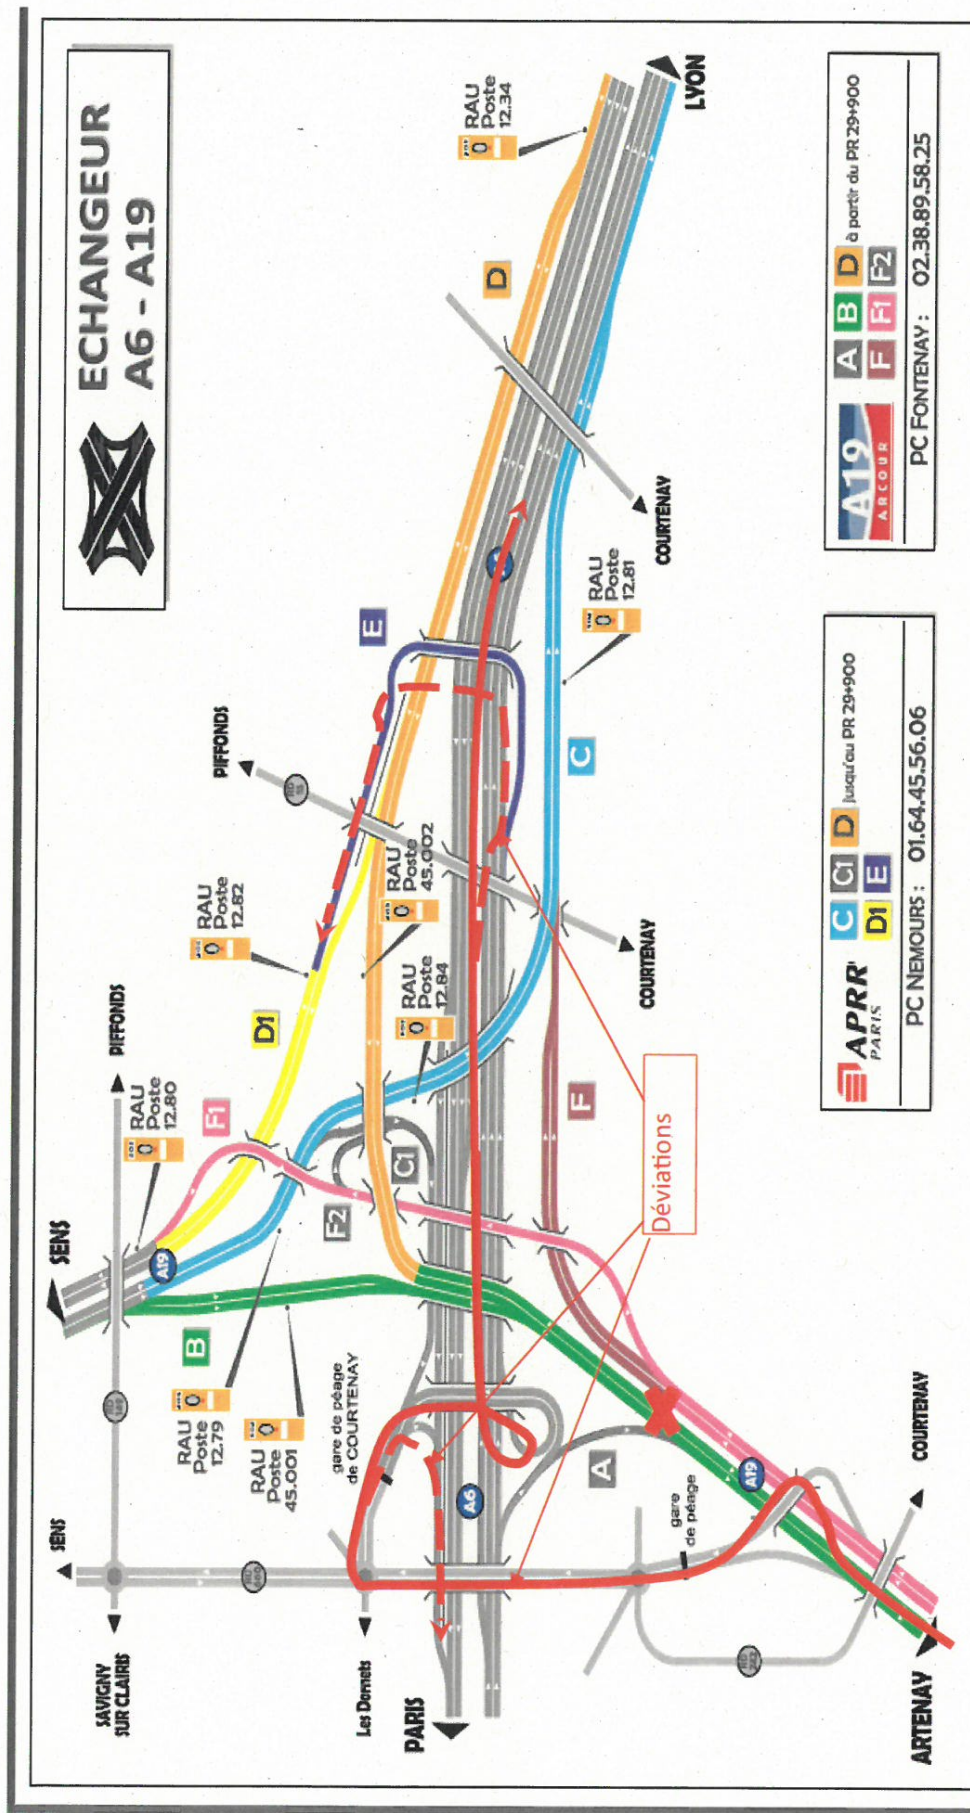 ECHANGEUR
A6 - A19
SENS
PIFFONDS
RAU
Poste
12.80
F1
D1
RAU
Poste
12.82
PIFFONDS
E
D
RAU
Poste
12.34
LYON
SENS
SAVIGNY
SUR CLAIRIS
B
RAU
Poste
12.79
RAU
Poste
45.001
A19
F2
C1
RAU
Poste
12.84
RAU
Poste
45.002
gare de péage
de COURTENAY
Les Dornets
PARIS
A6
A
F
C
RAU
Poste
12.81
COURTENAY
COURTENAY
Déviations
gare
de péage
A19
COURTENAY
ARTENAY
APRR
PARIS
C C1 D jusqu'au PR 29+900
D1 E
PC NEMOURS : 01.64.45.56.06
A19
ARCOUR
A B D à partir du PR 29+900
F F1 F2
PC FONTENAY : 02.38.89.58.25